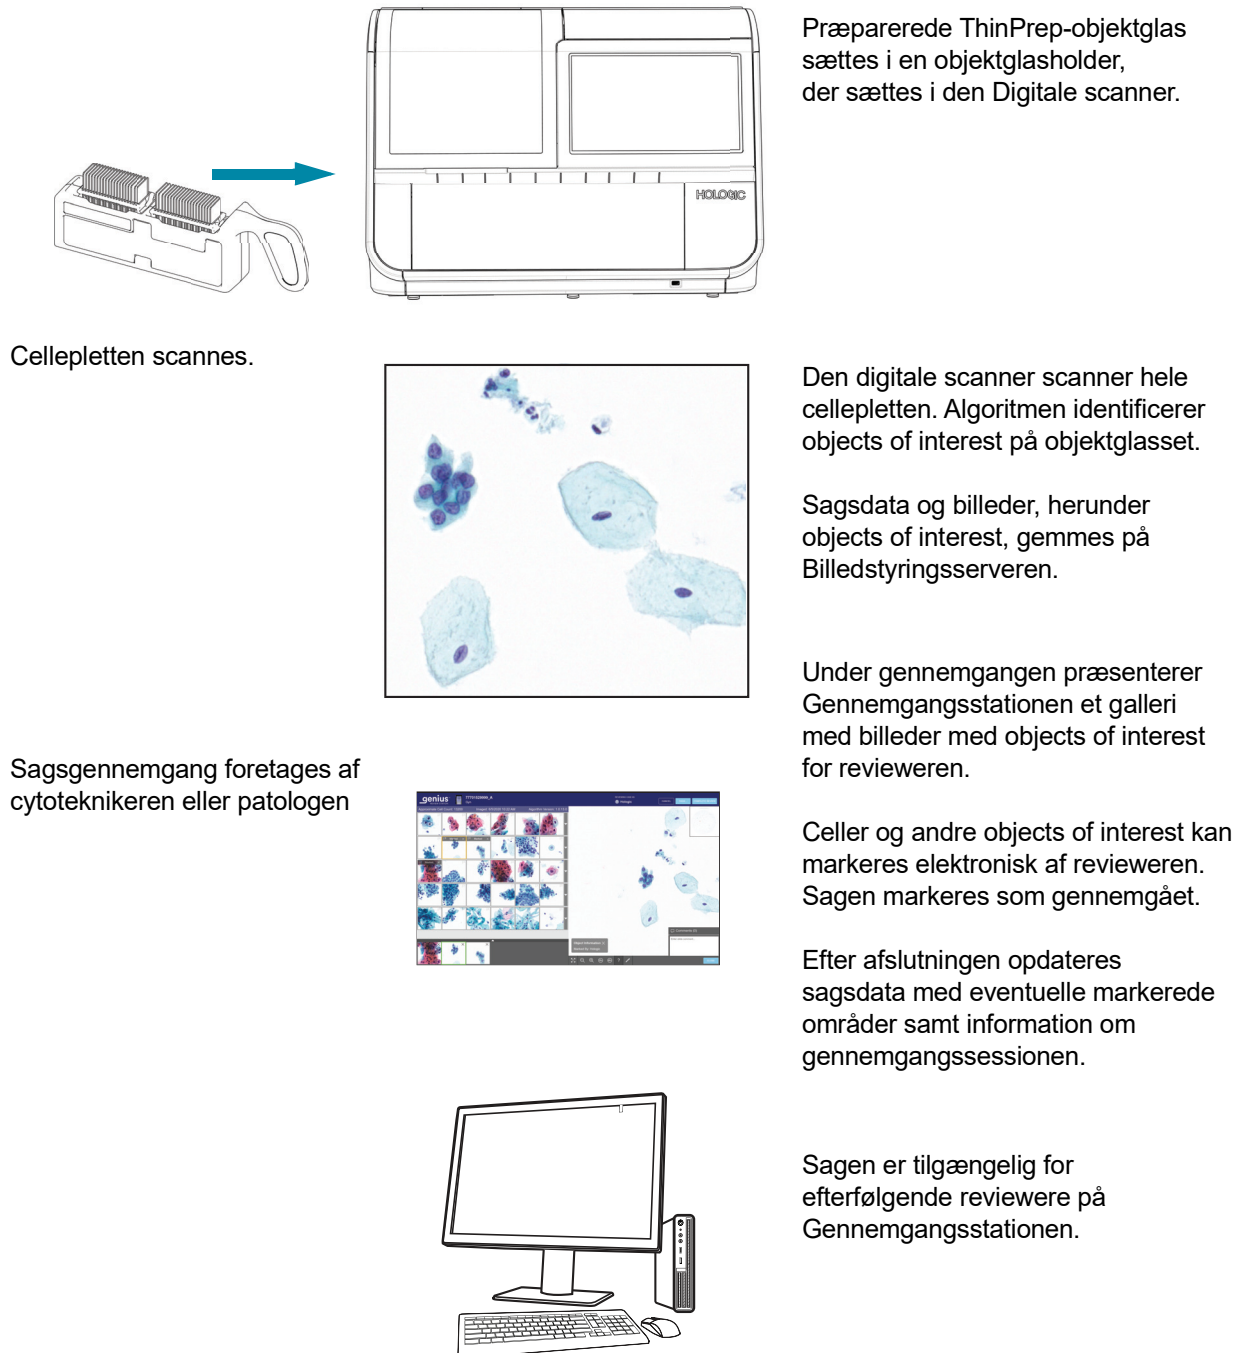 Præparerede ThinPrep-objektglas
sættes i en objektglasholder,
der sættes i den Digitale scanner.
HOLOGIC
Cellepletten scannes.
Den digitale scanner scanner hele
cellepletten. Algoritmen identificerer
objects of interest på objektglasset.
Sagsdata og billeder, herunder
objects of interest, gemmes på
Billedstyringsserveren.
Under gennemgangen præsenterer
Gennemgangsstationen et galleri
med billeder med objects of interest
for revieweren.
Sagsgennemgang foretages af
cytoteknikeren eller patologen
genius
Celler og andre objects of interest kan
markeres elektronisk af revieweren.
Sagen markeres som gennemgået.
Efter afslutningen opdateres
sagsdata med eventuelle markerede
områder samt information om
gennemgangssessionen.
Sagen er tilgængelig for
efterfølgende reviewere på
Gennemgangsstationen.